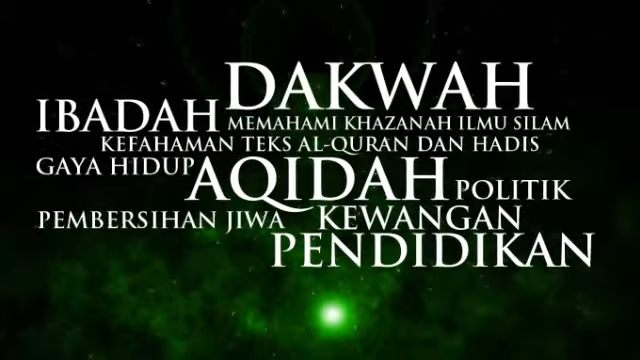 DAKWAH
IBADAH
MEMAHAMI KHAZANAH ILMU SILAM
KEFAHAMAN TEKS AL-QURAN DAN HADIS
GAYA HIDUP
AQIDAH
POLITIK
PEMBERSIHAN JIWA
KEWANGAN
PENDIDIKAN